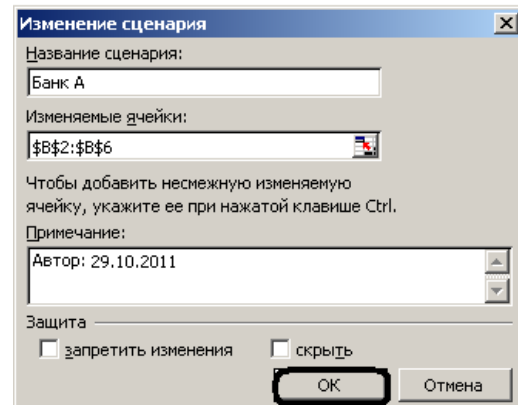 Изменение сценария
Название сценария:
Банк А
Изменяемые ячейки:
$B$2:$B$6
Чтобы добавить несмежную изменяемую
ячейку, укажите ее при нажатой клавише Ctrl.
Примечание:
Автор: 29.10.2011
Защита
запретить изменения скрыть
ОК Отмена